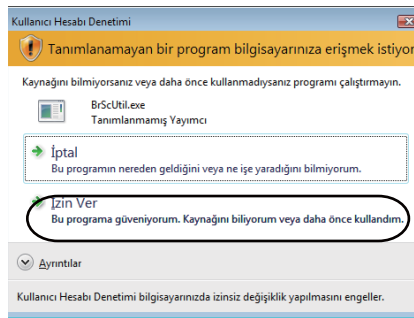 Kullanıcı Hesabı Denetimi
Tanımlanamayan bir program bilgisayarınıza erişmek istiyor
Kaynağını bilmiyorsanız veya daha önce kullanmadıysanız programı çalıştırmayın.
BrScUtil.exe
Tanımlanmamış Yayımcı
İptal
Bu programın nereden geldiğini veya ne işe yaradığını bilmiyorum.
İzin Ver
Bu programa güveniyorum. Kaynağını biliyorum veya daha önce kullandım.
Ayrıntılar
Kullanıcı Hesabı Denetimi bilgisayarınızda izinsiz değişiklik yapılmasını engeller.